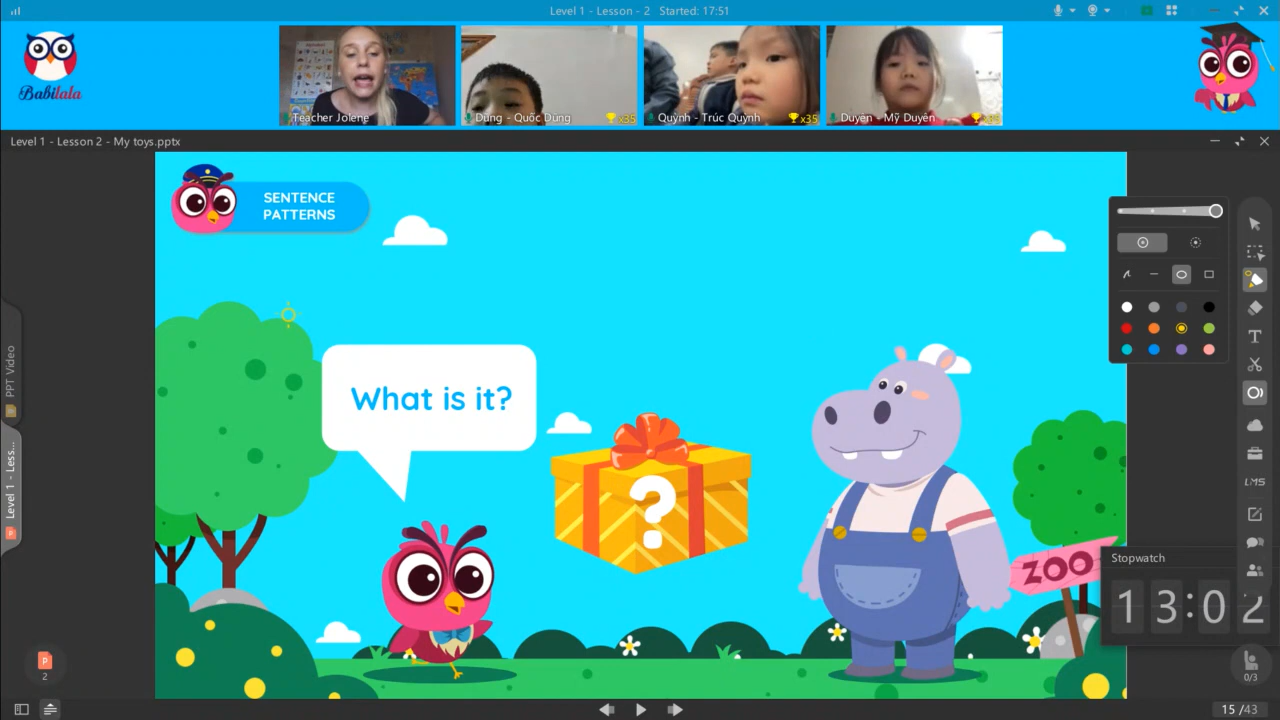 Level 1 - Lesson - 2 Started: 17:51
Babilala
Teacher Jolene
Dũng - Quốc Dũng
x35
Quỳnh - Trúc Quỳnh
x35
Duyên - Mỹ Duyên
Level 1 - Lesson 2 - My toys.pptx
SENTENCE
PATTERNS
What is it?
?
ZOO
PPT Video
Level 1 - Less...
T
LMS
Stopwatch
13:02
2
0/3
15 /43